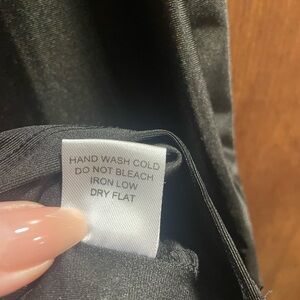 HAND WASH COLD
DO NOT BLEACH
IRON LOW
DRY FLAT